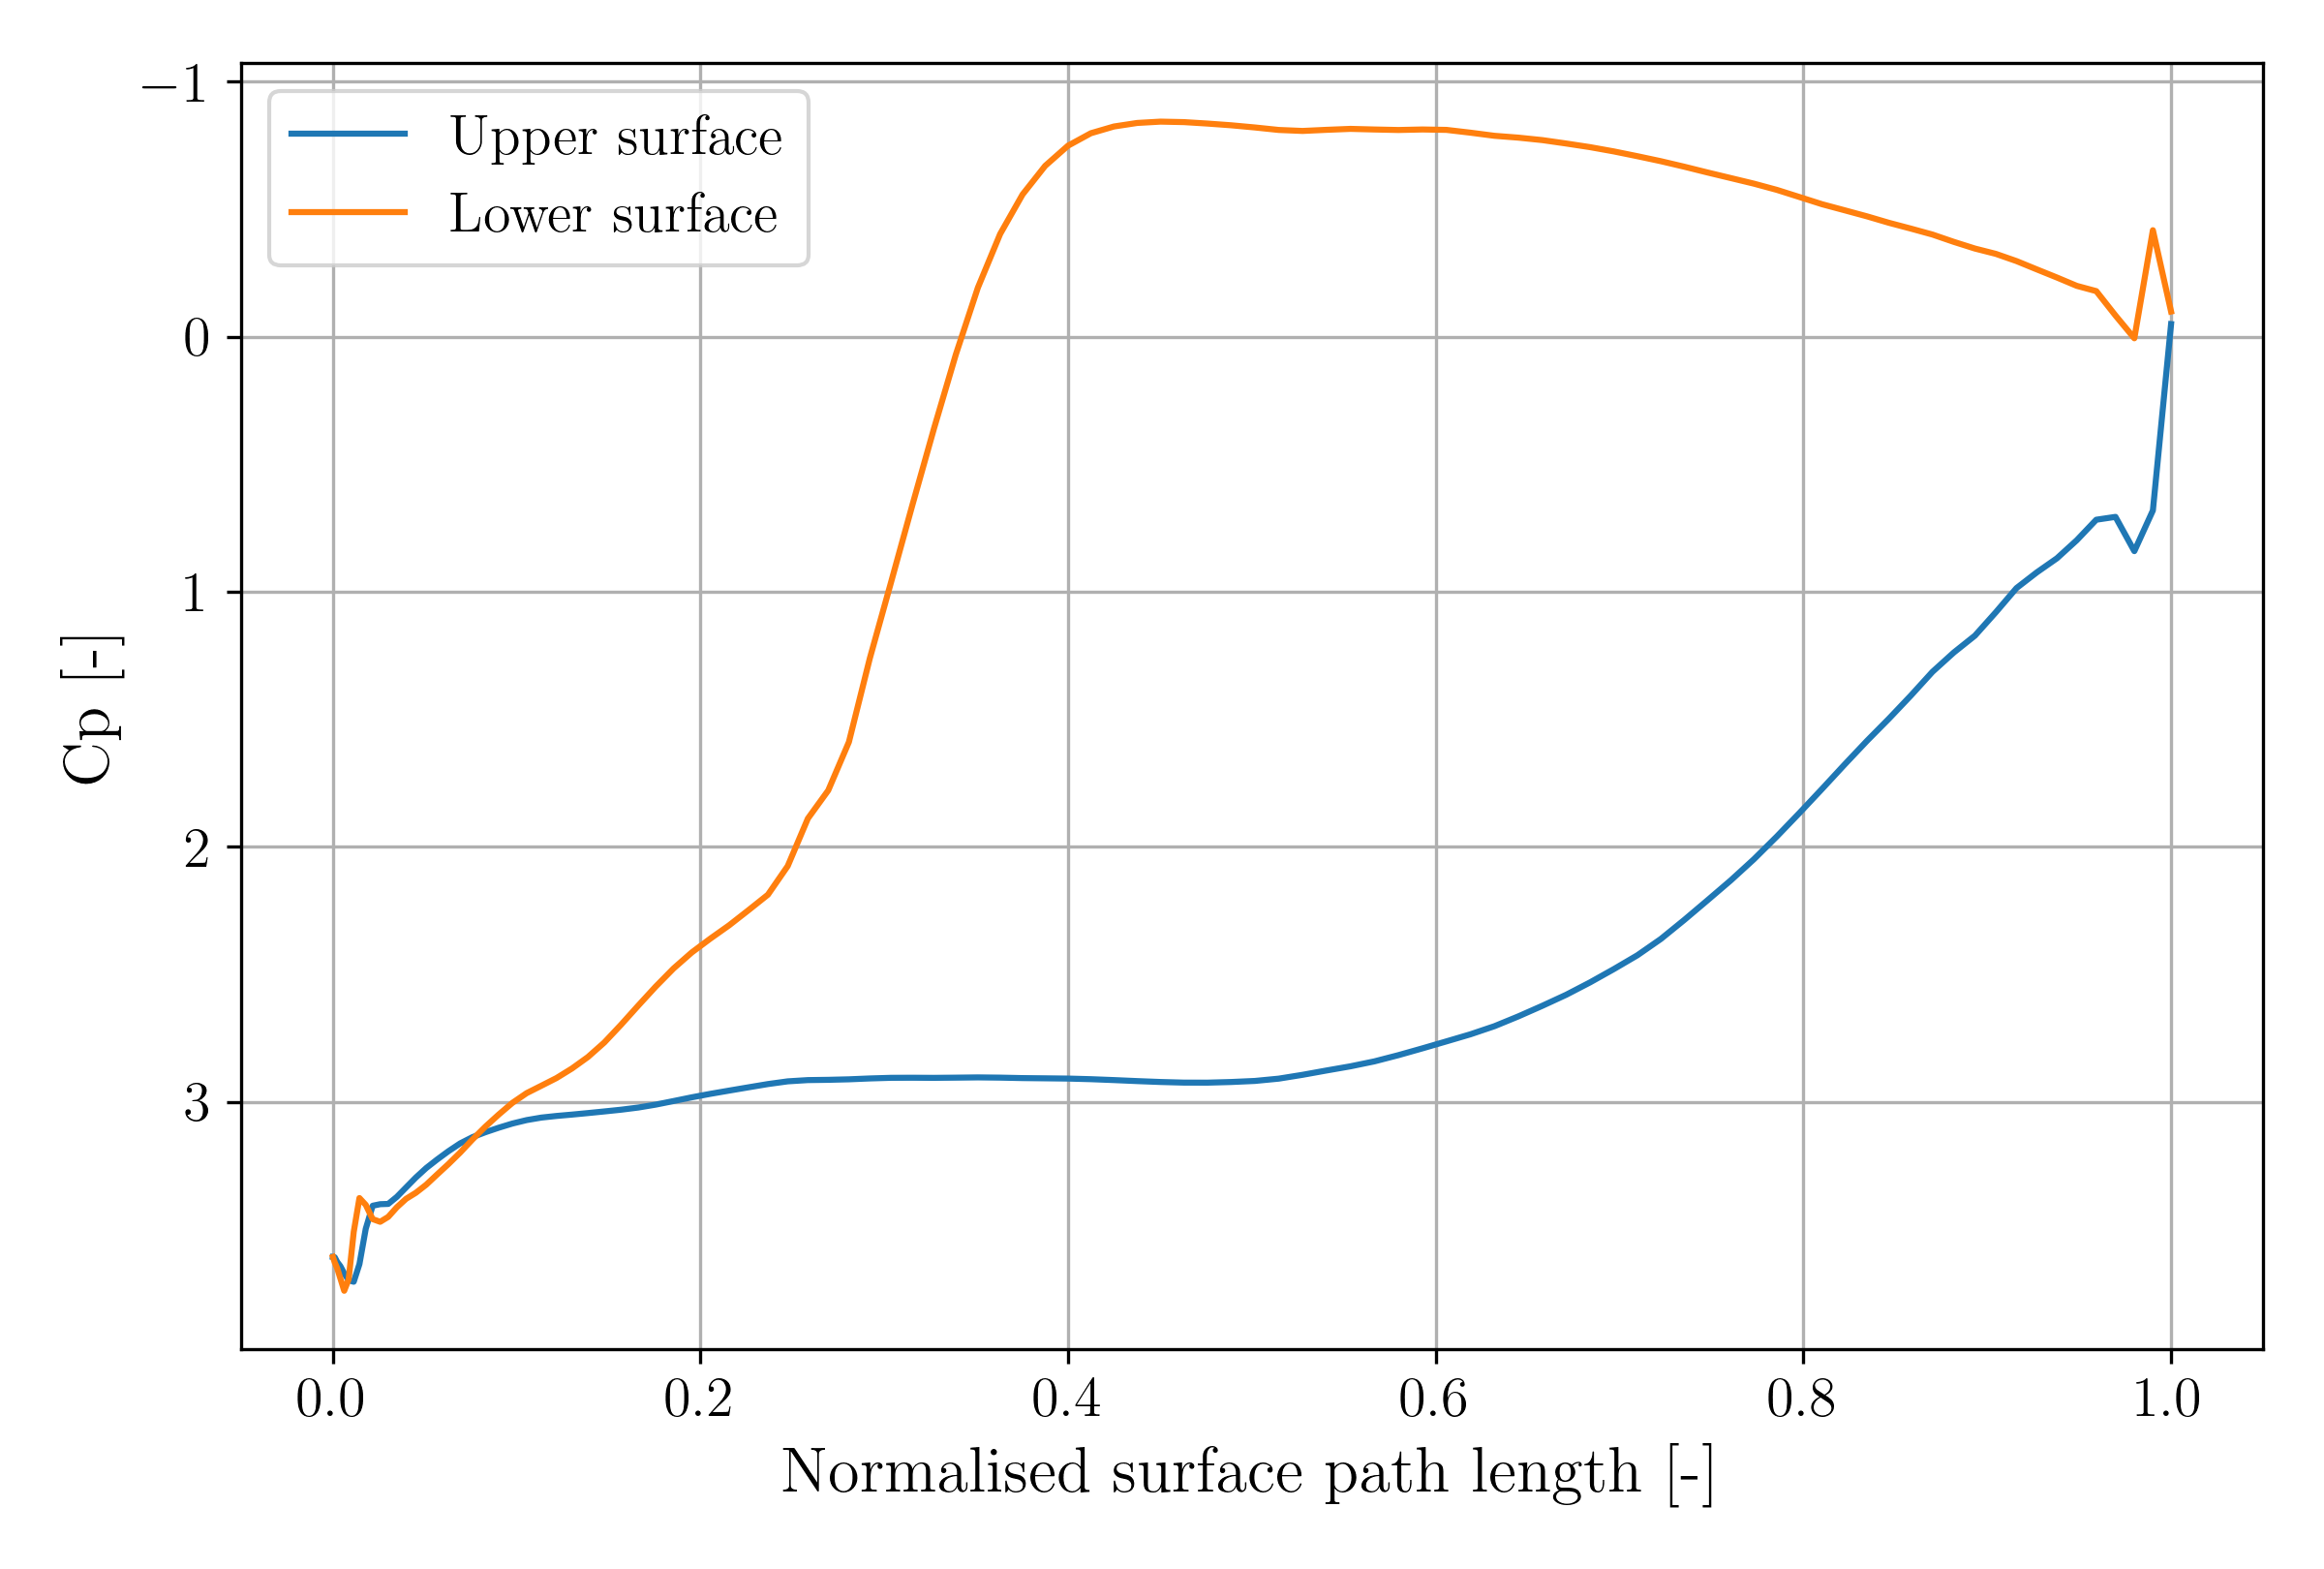 Upper surface
Lower surface
−1
0
1
2
3
Cp [-]
0.0 0.2 0.4 0.6 0.8 1.0
Normalised surface path length [-]